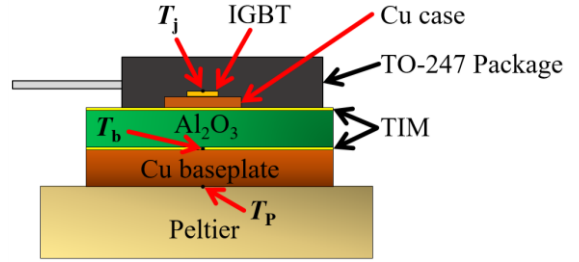 Tj
IGBT
Cu case
TO-247 Package
Tb
Al2O3
TIM
Cu baseplate
TP
Peltier